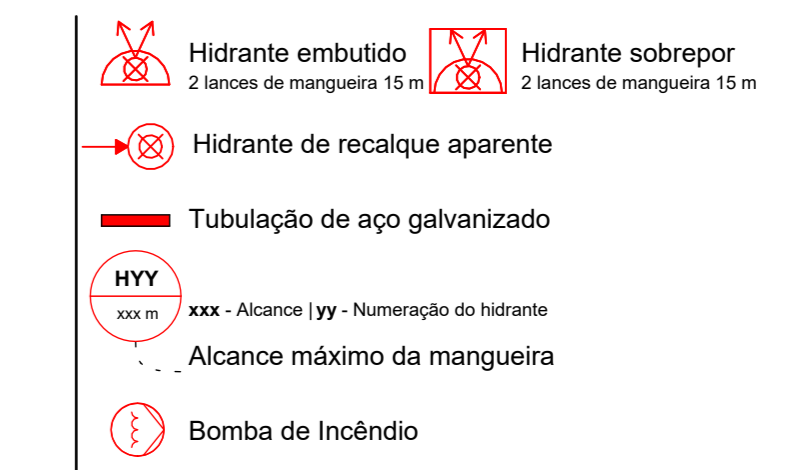 Hidrante embutido
2 lances de mangueira 15 m
Hidrante sobrepor
2 lances de mangueira 15 m
Hidrante de recalque aparente
Tubulação de aço galvanizado
HYY
xxx m
xxx - Alcance | yy - Numeração do hidrante
Alcance máximo da mangueira
Bomba de Incêndio